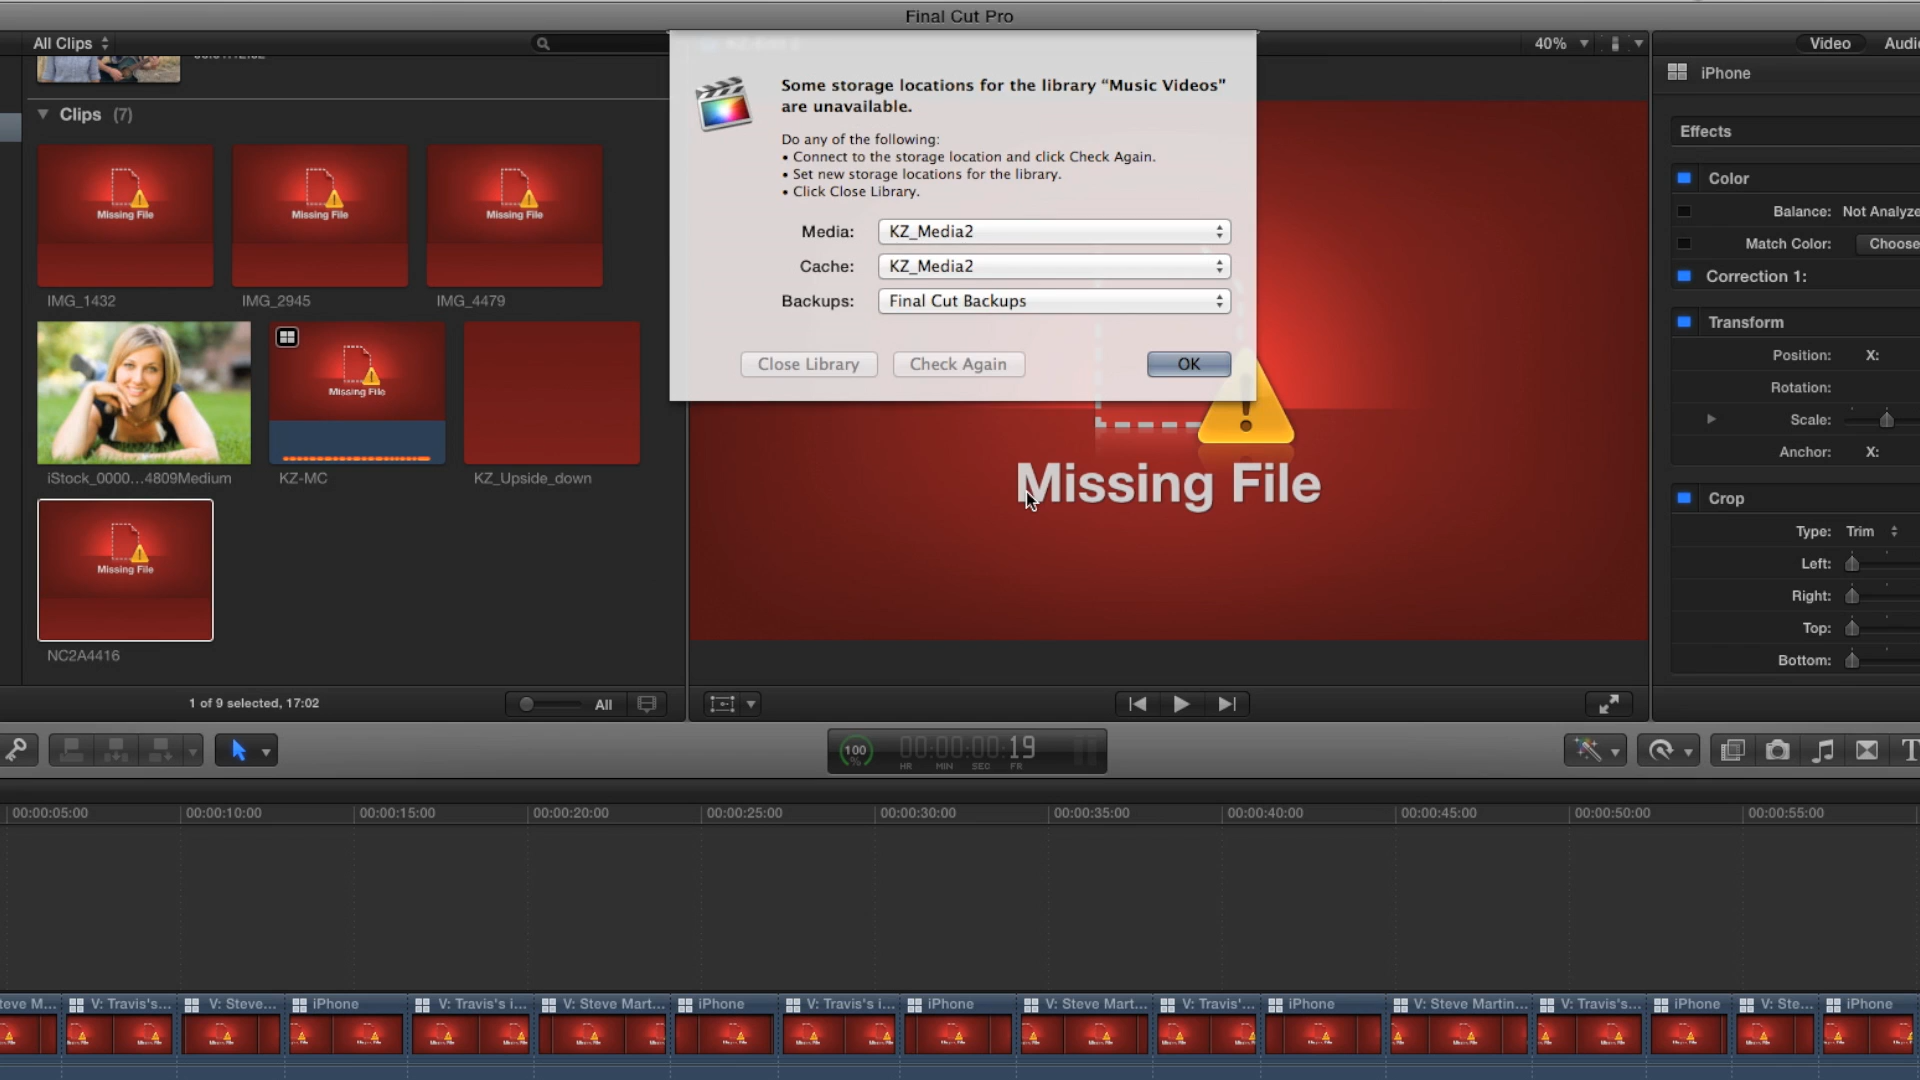 Final Cut Pro
All Clips
40%
Video
iPhone
Clips (7)
Missing File
Missing File
Missing File
IMG_1432
IMG_2945
IMG_4479
Missing File
iStock_0000...4809Medium
KZ-MC
KZ_Upside_down
Missing File
NC2A4416
1 of 9 selected, 17:02
All
Some storage locations for the library “Music Videos”
are unavailable.
Do any of the following:
• Connect to the storage location and click Check Again.
• Set new storage locations for the library.
• Click Close Library.
Media: KZ_Media2
Cache: KZ_Media2
Backups: Final Cut Backups
Close Library
Check Again
OK
Missing File
Effects
Color
Balance: Not Analyze
Match Color: Choose
Correction 1:
Transform
Position: X:
Rotation:
Scale:
Anchor: X:
Crop
Type: Trim
Left:
Right:
Top:
Bottom:
100 %
00:00:00:19
HR MIN SEC FR
00:00:05:00 00:00:10:00 00:00:15:00 00:00:20:00 00:00:25:00 00:00:30:00 00:00:35:00 00:00:40:00 00:00:45:00 00:00:50:00 00:00:55:00
teve M... V: Travis's... V: Steve... iPhone V: Travis's i... V: Steve Mart... iPhone V: Travis's i... iPhone V: Steve Mart... V: Travis'... iPhone V: Steve Martin... V: Travis's... iPhone V: Ste... iPhone